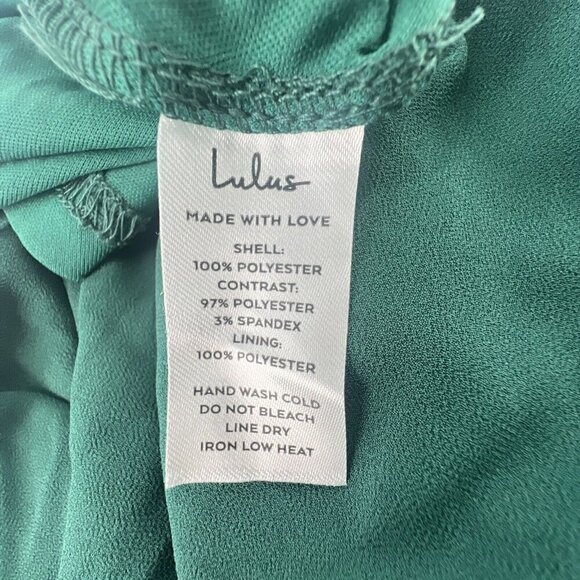 Lulus
MADE WITH LOVE
SHELL:
100% POLYESTER
CONTRAST:
97% POLYESTER
3% SPANDEX
LINING:
100% POLYESTER
HAND WASH COLD
DO NOT BLEACH
LINE DRY
IRON LOW HEAT